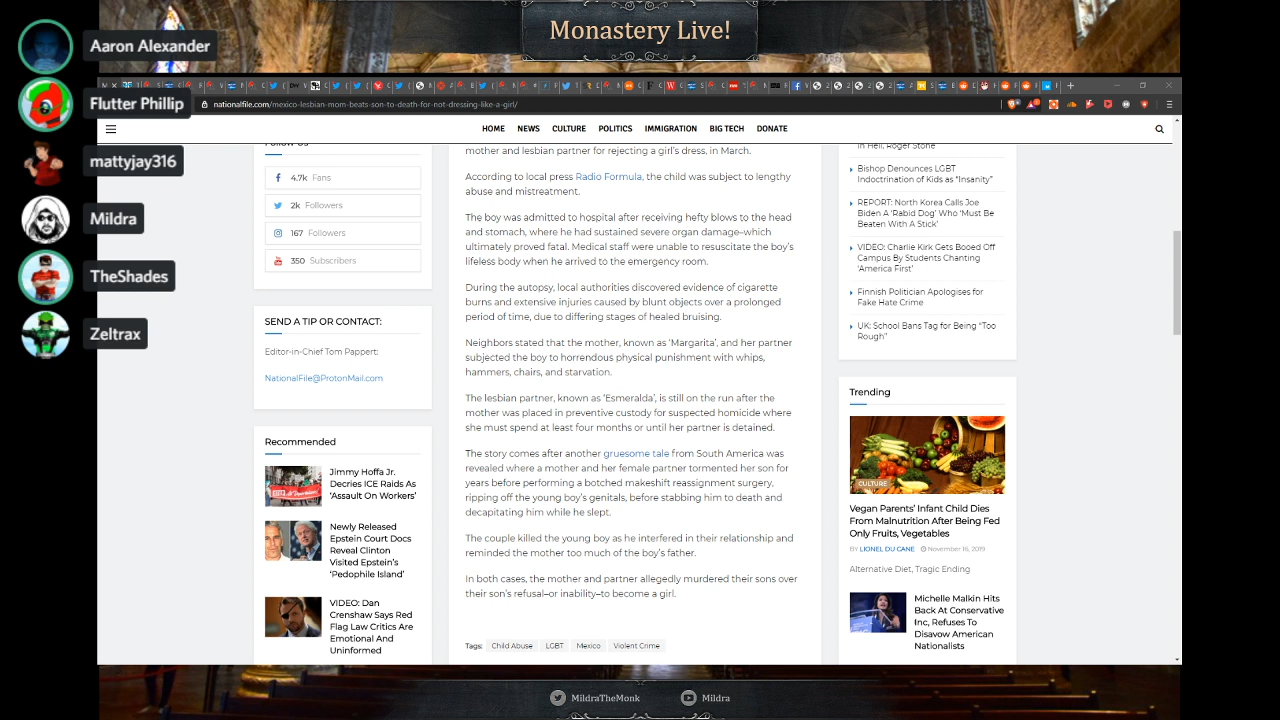 Monastery Live!
Aaron Alexander
Flutter Phillip
mattyjay316
Mildra
TheShades
Zeltrax
nationalfile.com/mexico-lesbian-mom-beats-son-to-death-for-not-dressing-like-a-girl/
HOME NEWS CULTURE POLITICS IMMIGRATION BIG TECH DONATE
Follow Us
4.7k Fans
2k Followers
167 Followers
350 Subscribers
SEND A TIP OR CONTACT:
Editor-in-Chief Tom Pappert:
NationalFile@ProtonMail.com
Recommended
Jimmy Hoffa Jr.
Decries ICE Raids As
'Assault On Workers'
Newly Released
Epstein Court Docs
Reveal Clinton
Visited Epstein's
'Pedophile Island'
VIDEO: Dan
Crenshaw Says Red
Flag Law Critics Are
Emotional And
Uninformed
mother and lesbian partner for rejecting a girl's dress, in March.
According to local press Radio Formula, the child was subject to lengthy
abuse and mistreatment.
The boy was admitted to hospital after receiving hefty blows to the head
and stomach, where he had sustained severe organ damage–which
ultimately proved fatal. Medical staff were unable to resuscitate the boy's
lifeless body when he arrived to the emergency room.
During the autopsy, local authorities discovered evidence of cigarette
burns and extensive injuries caused by blunt objects over a prolonged
period of time, due to differing stages of healed bruising.
Neighbors stated that the mother, known as 'Margarita', and her partner
subjected the boy to horrendous physical punishment with whips,
hammers, chairs, and starvation.
The lesbian partner, known as 'Esmeralda', is still on the run after the
mother was placed in preventive custody for suspected homicide where
she must spend at least four months or until her partner is detained.
The story comes after another gruesome tale from South America was
revealed where a mother and her female partner tormented her son for
years before performing a botched makeshift reassignment surgery,
ripping off the young boy's genitals, before stabbing him to death and
decapitating him while he slept.
The couple killed the young boy as he interfered in their relationship and
reminded the mother too much of the boy's father.
In both cases, the mother and partner allegedly murdered their sons over
their son's refusal–or inability–to become a girl.
Tags: Child Abuse LGBT Mexico Violent Crime
in Hell, Roger Stone
Bishop Denounces LGBT
Indoctrination of Kids as "Insanity"
REPORT: North Korea Calls Joe
Biden A 'Rabid Dog' Who 'Must Be
Beaten With A Stick'
VIDEO: Charlie Kirk Gets Booed Off
Campus By Students Chanting
'America First'
Finnish Politician Apologises for
Fake Hate Crime
UK: School Bans Tag for Being "Too
Rough"
Trending
CULTURE
Vegan Parents' Infant Child Dies
From Malnutrition After Being Fed
Only Fruits, Vegetables
BY LIONEL DU CANE November 16, 2019
Alternative Diet, Tragic Ending
Michelle Malkin Hits
Back At Conservative
Inc, Refuses To
Disavow American
Nationalists
MildraTheMonk
Mildra